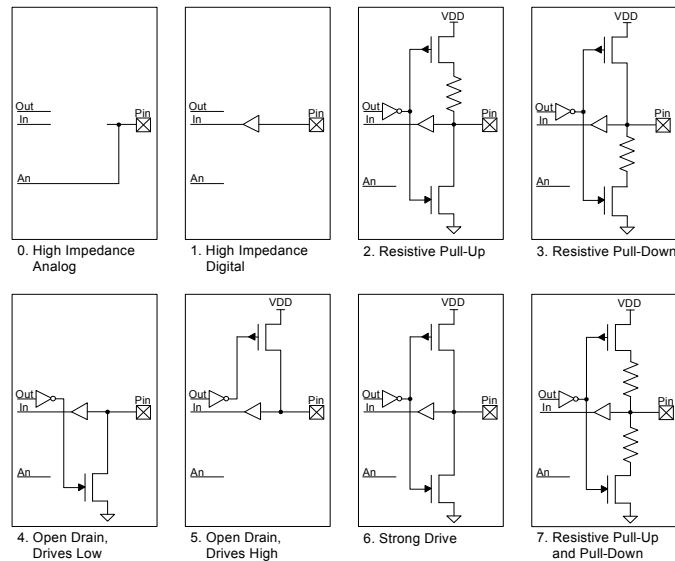 VDD
VDD
Out
In
Pin
An
Out
In
Pin
An
Out
In
Pin
An
Out
In
Pin
An
0. High Impedance
Analog
1. High Impedance
Digital
2. Resistive Pull-Up
3. Resistive Pull-Down
VDD
VDD
VDD
Out
In
Pin
An
Out
In
Pin
An
Out
In
Pin
An
Out
In
Pin
An
4. Open Drain,
Drives Low
5. Open Drain,
Drives High
6. Strong Drive
7. Resistive Pull-Up
and Pull-Down